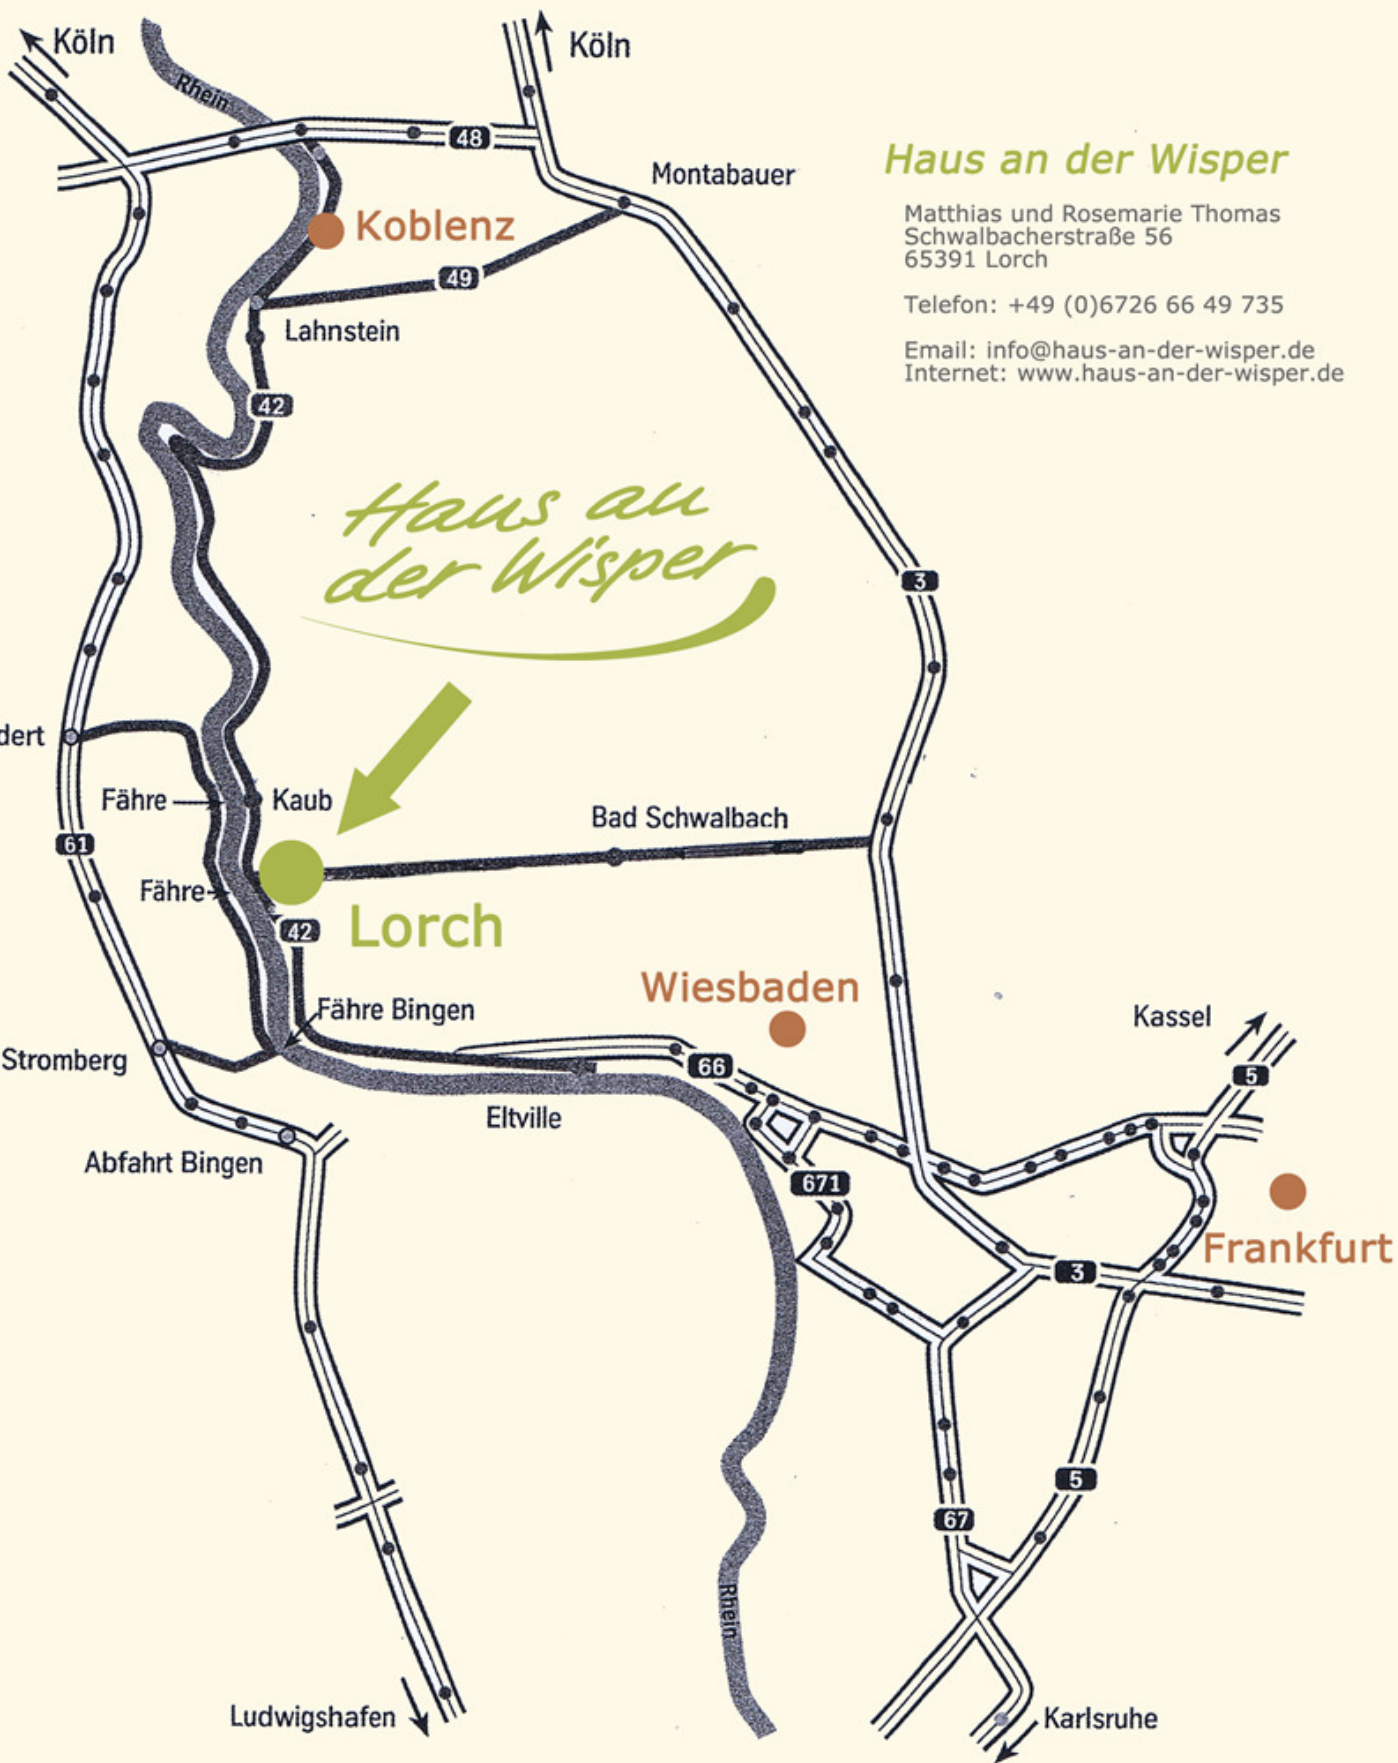 Köln
Köln
Rhein
48
Montabauer
Haus an der Wisper
Matthias und Rosemarie Thomas
Schwalbacherstraße 56
65391 Lorch
Telefon: +49 (0)6726 66 49 735
Email: info@haus-an-der-wisper.de
Internet: www.haus-an-der-wisper.de
Koblenz
49
Lahnstein
42
Haus an
der Wisper
3
dert
Fähre
Kaub
Bad Schwalbach
61
Fähre
Lorch
42
Wiesbaden
Fähre Bingen
Kassel
Stromberg
66
5
Eltville
Abfahrt Bingen
671
Frankfurt
3
5
67
Rhein
Ludwigshafen
Karlsruhe